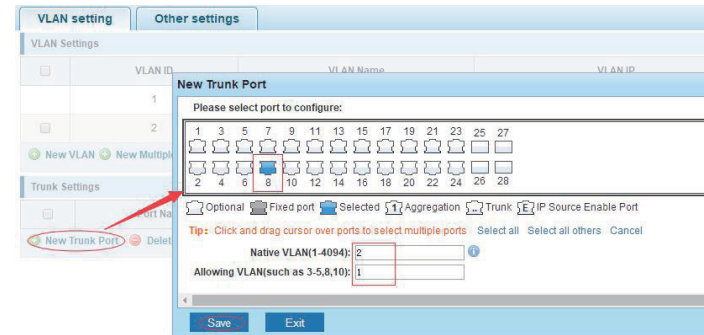 VLAN setting Other settings
VLAN Settings
VLAN ID VLAN Name VLAN IP
1
2
New VLAN New Multiple
Trunk Settings
Port Na
New Trunk Port Delet
New Trunk Port
Please select port to configure:
1 3 5 7 9 11 13 15 17 19 21 23 25 27
2 4 6 8 10 12 14 16 18 20 22 24 26 28
Optional Fixed port Selected 1 Aggregation .. Trunk E IP Source Enable Port
Tip: Click and drag cursor over ports to select multiple ports Select all Select all others Cancel
Native VLAN(1-4094): 2
Allowing VLAN(such as 3-5,8,10): 1
Save Exit